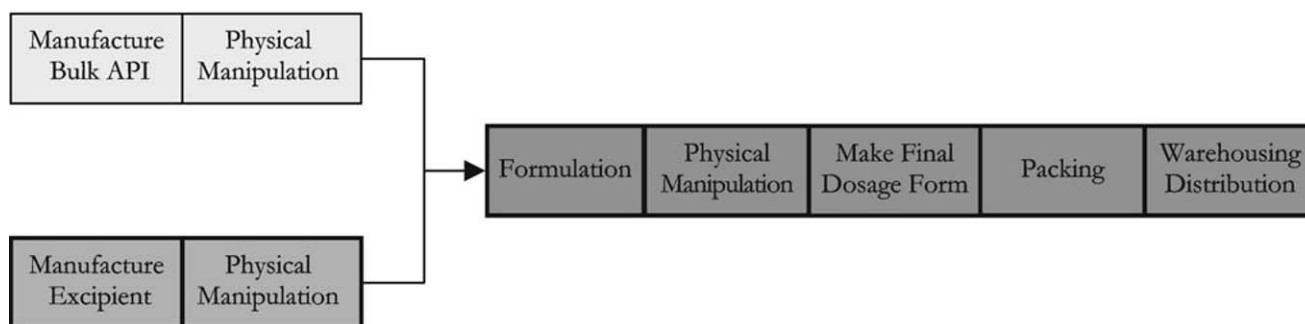 Manufacture
Bulk API
Physical
Manipulation
Formulation
Physical
Manipulation
Make Final
Dosage Form
Packing
Warehousing
Distribution
Manufacture
Excipient
Physical
Manipulation